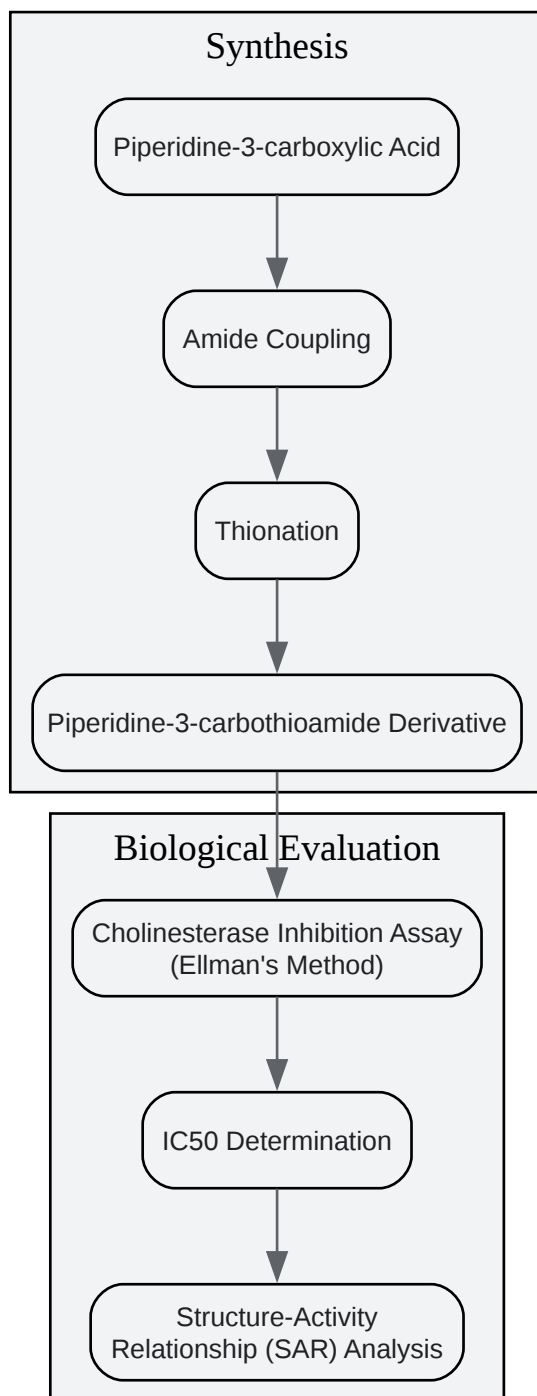 Synthesis
Piperidine-3-carboxylic Acid
Amide Coupling
Thionation
Piperidine-3-carbothioamide Derivative
Biological Evaluation
Cholinesterase Inhibition Assay
(Ellman's Method)
IC50 Determination
Structure-Activity
Relationship (SAR) Analysis